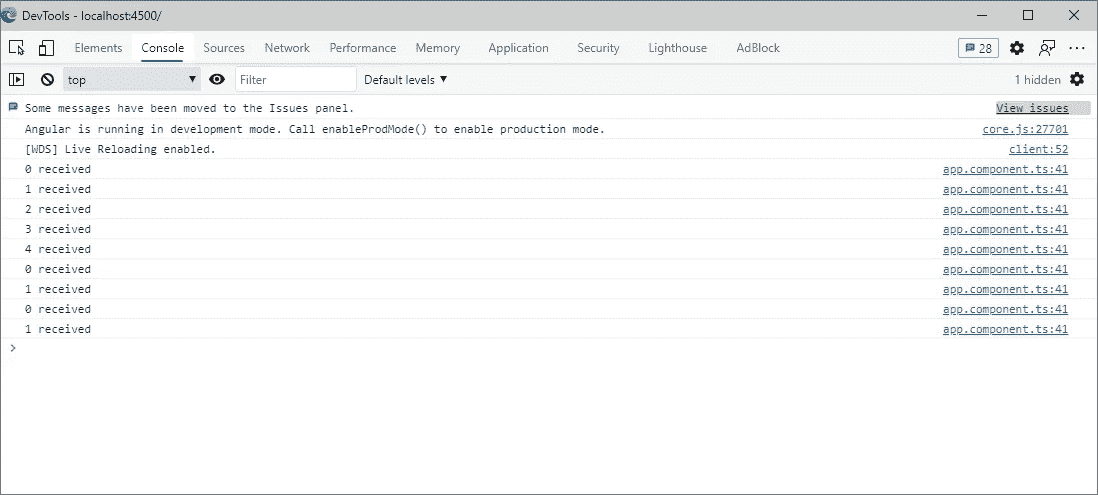 DevTools - localhost:4500/
Elements Console Sources Network Performance Memory Application Security Lighthouse AdBlock 28
top Filter Default levels 1 hidden
Some messages have been moved to the Issues panel. View issues
Angular is running in development mode. Call enableProdMode() to enable production mode. core.js:27701
[WDS] Live Reloading enabled. client:52
0 received app.component.ts:41
1 received app.component.ts:41
2 received app.component.ts:41
3 received app.component.ts:41
4 received app.component.ts:41
0 received app.component.ts:41
1 received app.component.ts:41
0 received app.component.ts:41
1 received app.component.ts:41